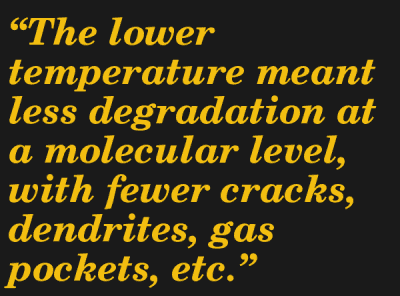 “The lower
temperature meant
less degradation at
a molecular level,
with fewer cracks,
dendrites, gas
pockets, etc.”